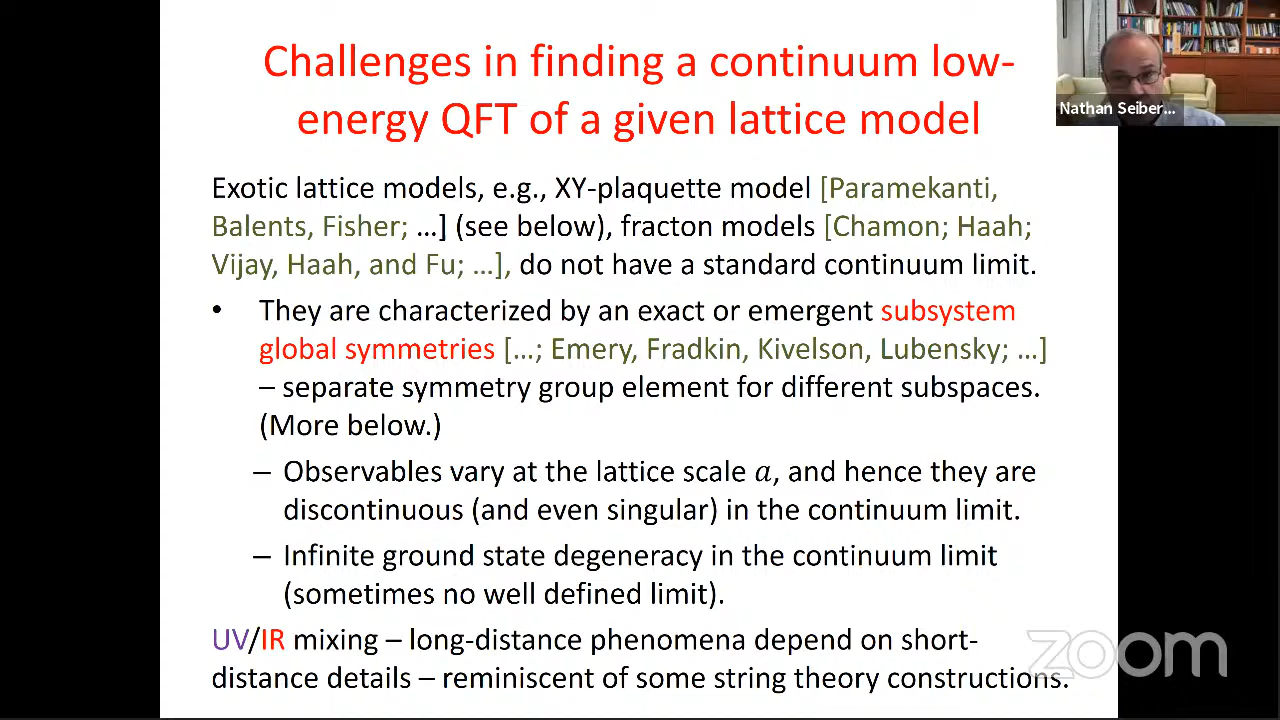 Challenges in finding a continuum low-
energy QFT of a given lattice model
Nathan Seiber...
Exotic lattice models, e.g., XY-plaquette model [Paramekanti,
Balents, Fisher; …] (see below), fracton models [Chamon; Haah;
Vijay, Haah, and Fu; …], do not have a standard continuum limit.
• They are characterized by an exact or emergent subsystem
global symmetries […; Emery, Fradkin, Kivelson, Lubensky; …]
– separate symmetry group element for different subspaces.
(More below.)
– Observables vary at the lattice scale a, and hence they are
discontinuous (and even singular) in the continuum limit.
– Infinite ground state degeneracy in the continuum limit
(sometimes no well defined limit).
UV/IR mixing – long-distance phenomena depend on short-
distance details – reminiscent of some string theory constructions.
zoom